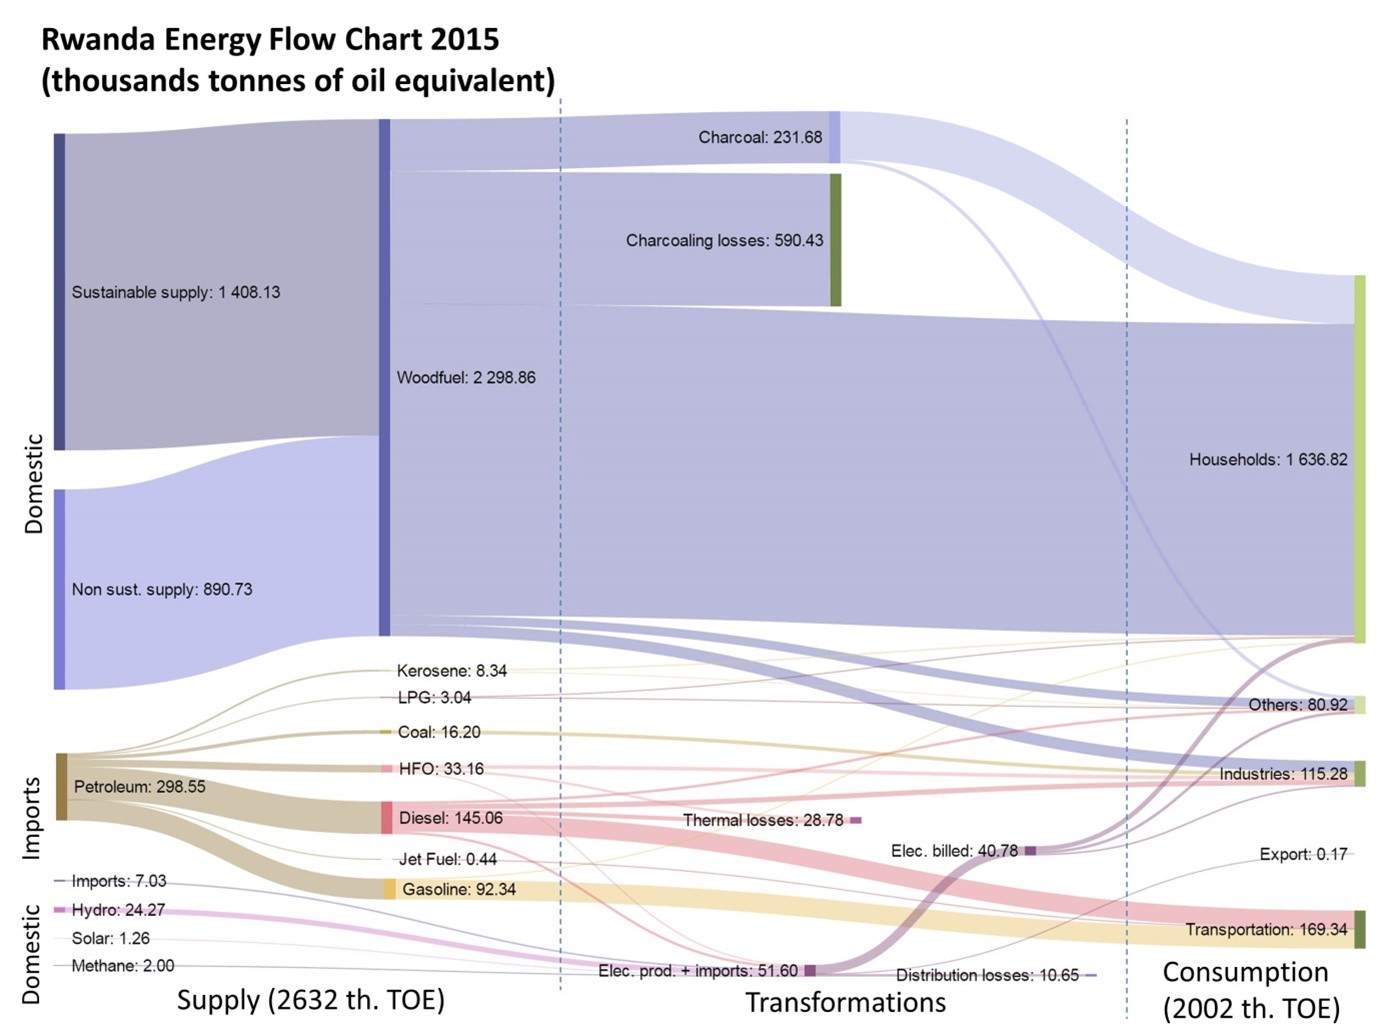 Rwanda Energy Flow Chart 2015
(thousands tonnes of oil equivalent)
Charcoal: 231.68
Charcoaling losses: 590.43
Sustainable supply: 1 408.13
Woodfuel: 2 298.86
Households: 1 636.82
Domestic
Non sust. supply: 890.73
Kerosene: 8.34
LPG: 3.04
Others: 80.92
Coal: 16.20
HFO: 33.16
Industries: 115.28
Imports
Petroleum: 298.55
Diesel: 145.06
Thermal losses: 28.78
Elec. billed: 40.78
Export: 0.17
Jet Fuel: 0.44
Imports: 7.03
Gasoline: 92.34
Domestic
Hydro: 24.27
Transportation: 169.34
Solar: 1.26
Methane: 2.00
Elec. prod. + imports: 51.60
Distribution losses: 10.65
Supply (2632 th. TOE)
Transformations
Consumption
(2002 th. TOE)